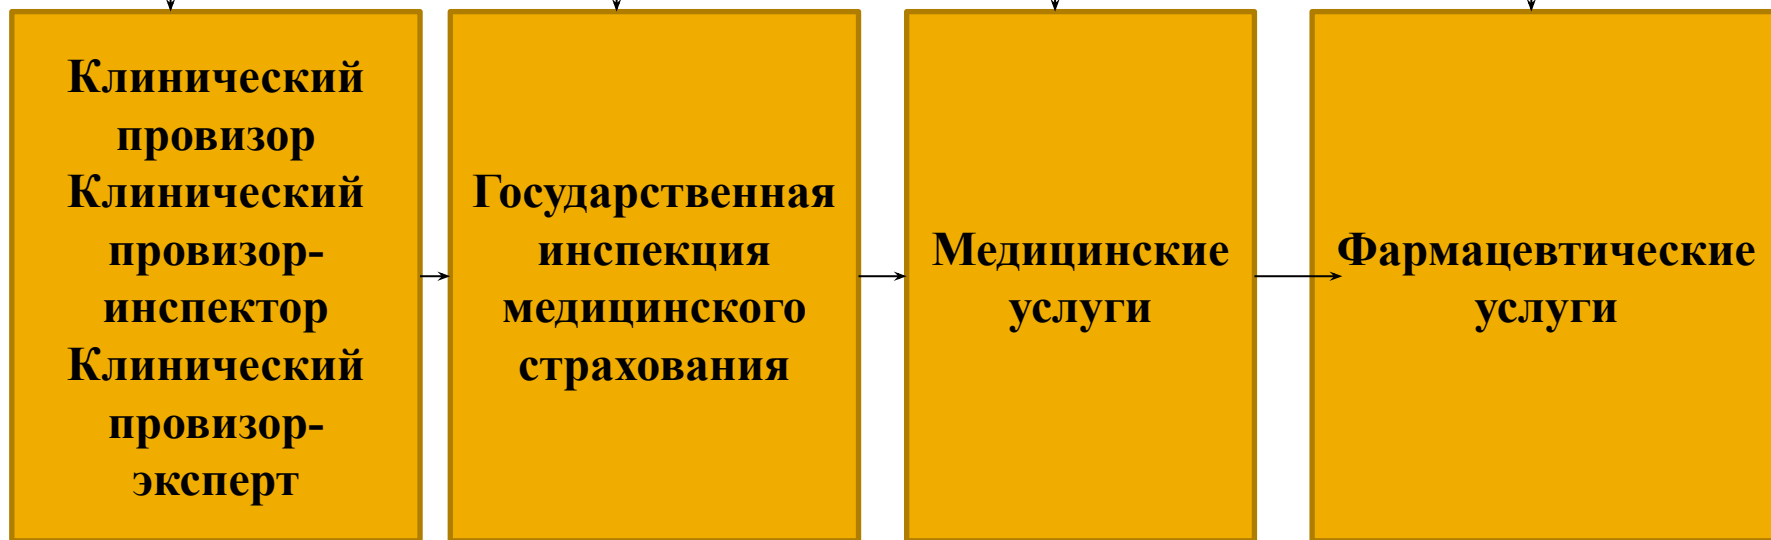 Клинический
провизор
Клинический
провизор-
инспектор
Клинический
провизор-
эксперт
Государственная
инспекция
медицинского
страхования
Медицинские
услуги
Фармацевтические
услуги